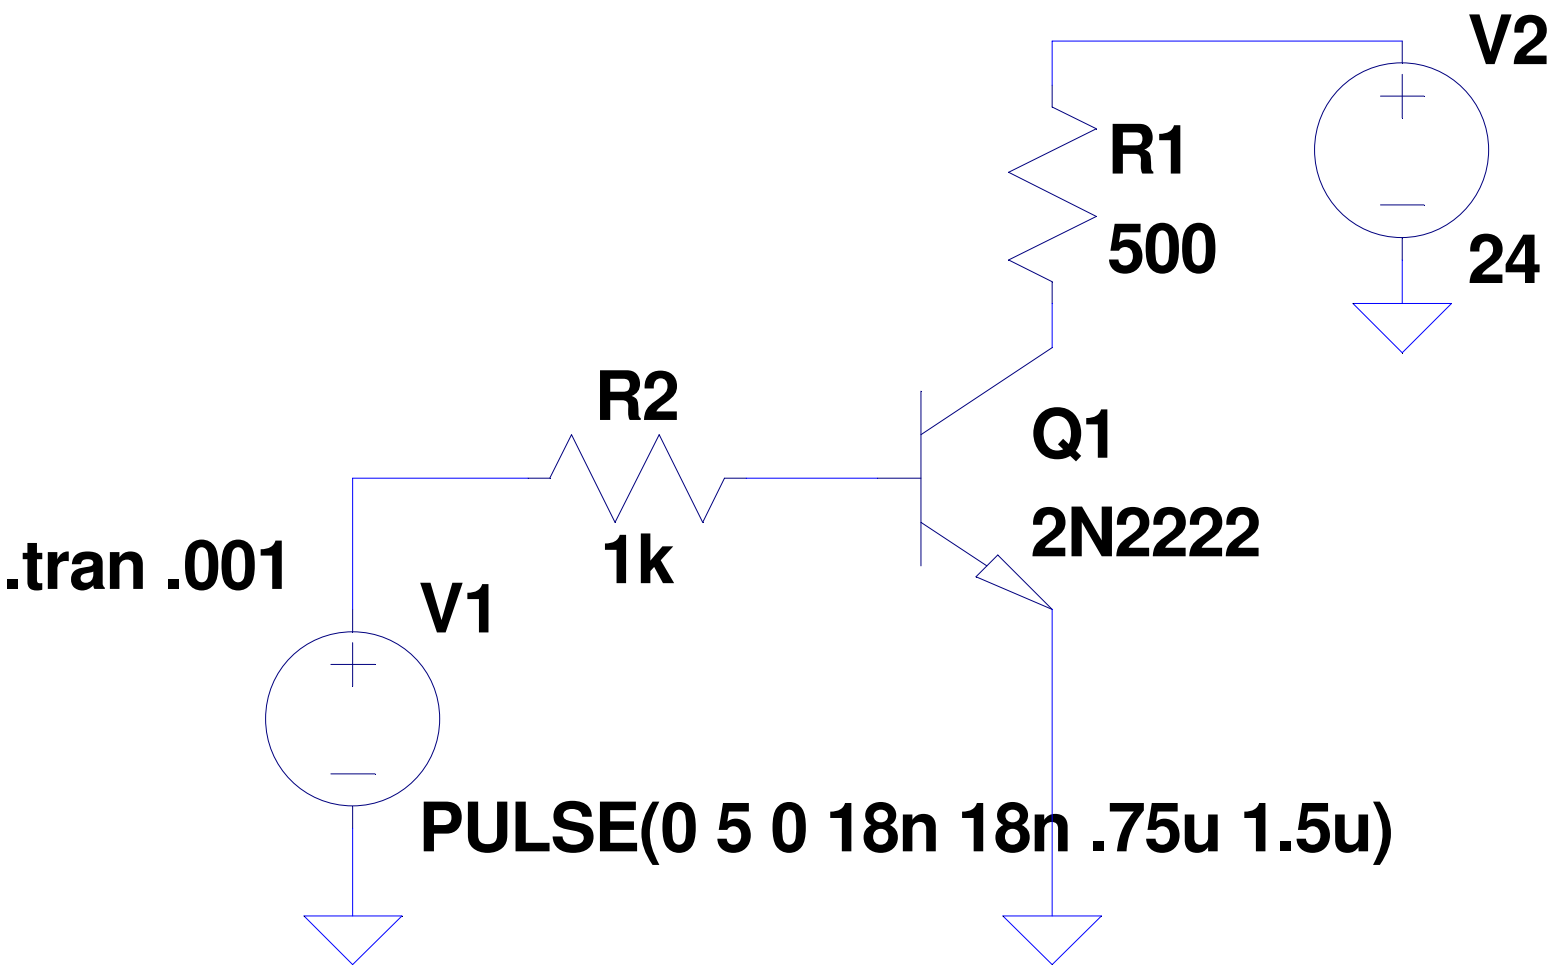 V2
R1
500
24
R2
1k
Q1
2N2222
.tran .001
V1
PULSE(0 5 0 18n 18n .75u 1.5u)